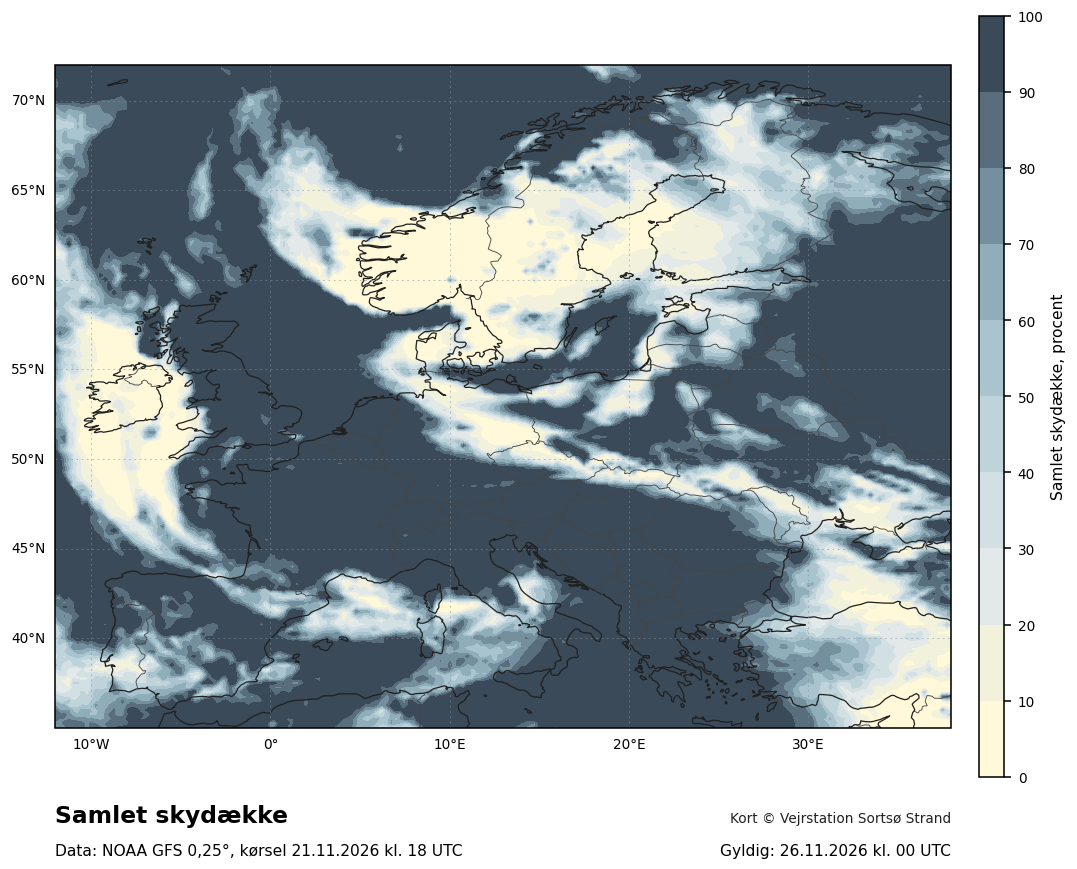 100
90
80
70
60
50
40
30
20
10
0
Samlet skydække, procent
70°N
65°N
60°N
55°N
50°N
45°N
40°N
10°W
0°
10°E
20°E
30°E
Samlet skydække
Kort © Vejrstation Sortsø Strand
Data: NOAA GFS 0,25°, kørsel 21.11.2026 kl. 18 UTC
Gyldig: 26.11.2026 kl. 00 UTC